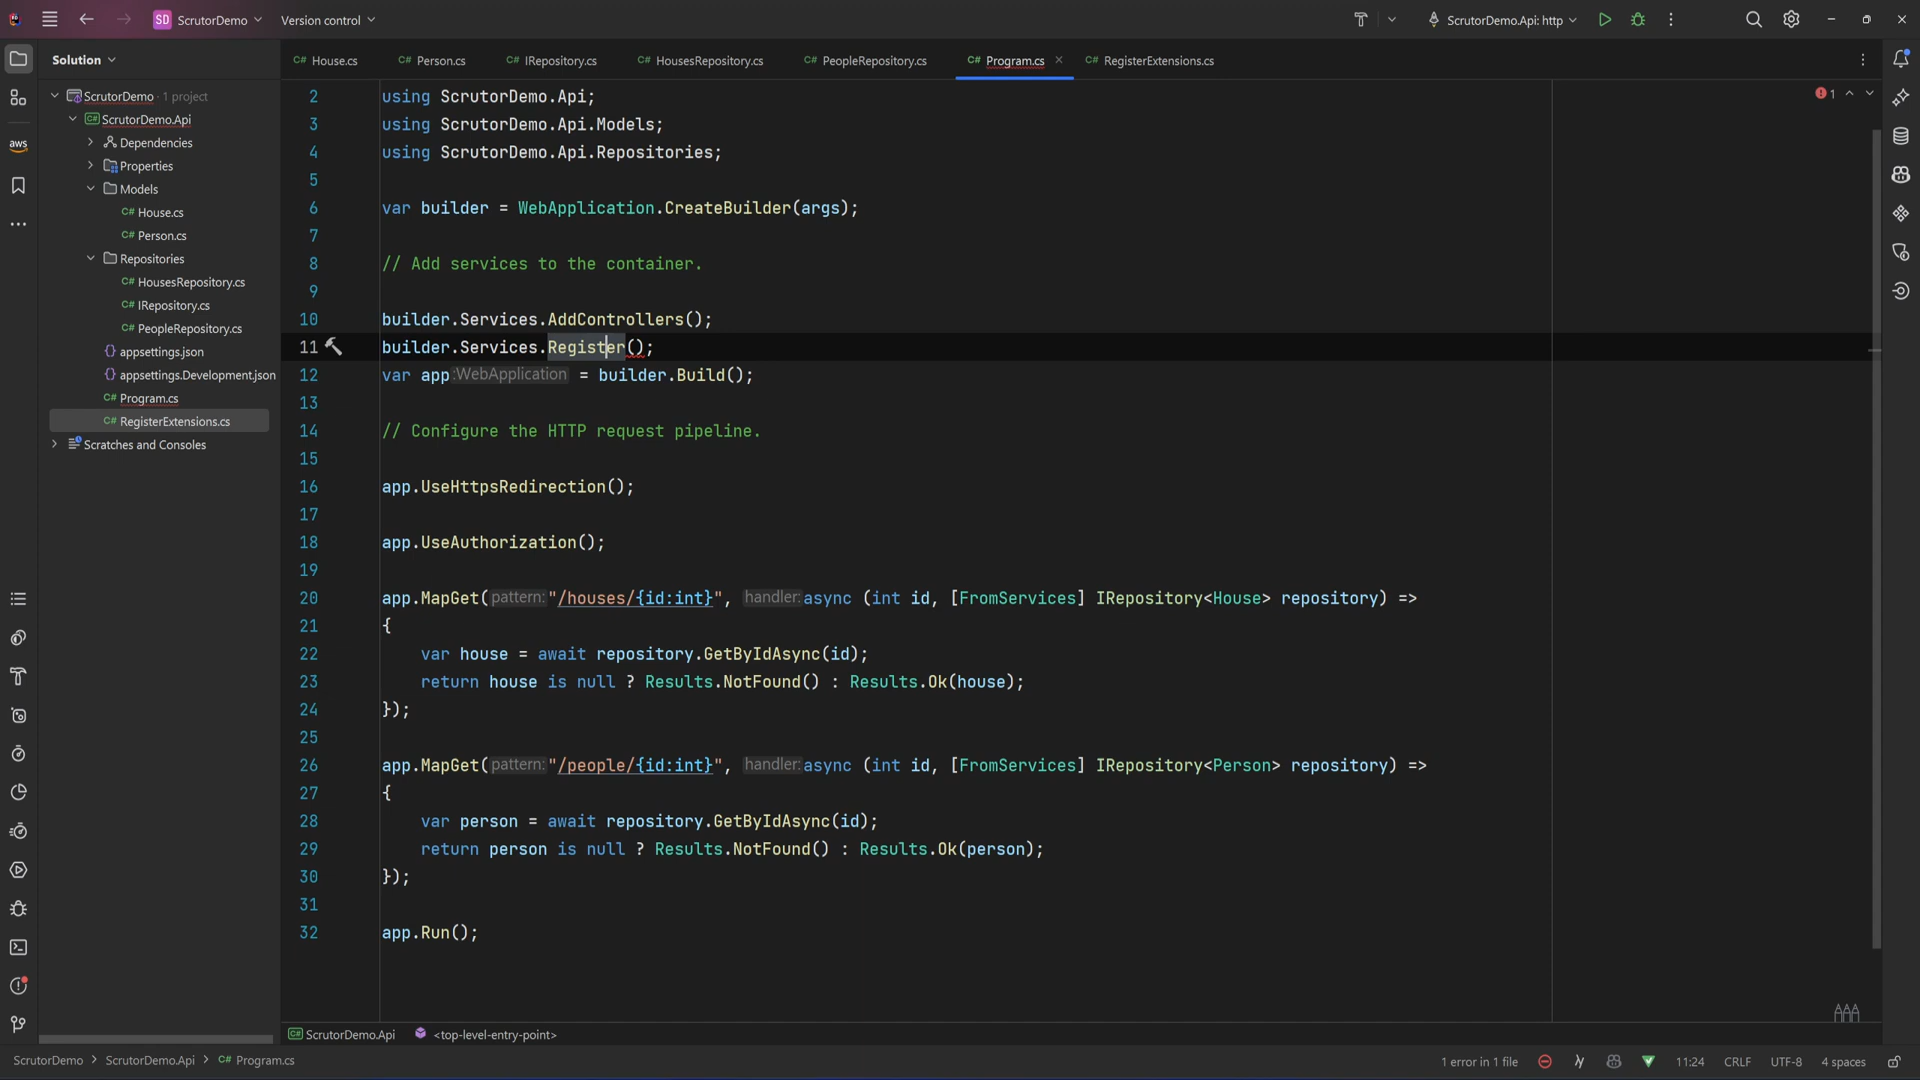 SD ScrutorDemo Version control ScrutorDemo.Api: http
Solution
House.cs Person.cs IRepository.cs HousesRepository.cs PeopleRepository.cs Program.cs RegisterExtensions.cs
ScrutorDemo · 1 project
ScrutorDemo.Api
Dependencies
Properties
Models
C# House.cs
C# Person.cs
Repositories
C# HousesRepository.cs
C# IRepository.cs
C# PeopleRepository.cs
{} appsettings.json
{} appsettings.Development.json
C# Program.cs
C# RegisterExtensions.cs
Scratches and Consoles
aws
1
2 using ScrutorDemo.Api;
3 using ScrutorDemo.Api.Models;
4 using ScrutorDemo.Api.Repositories;
5
6 var builder = WebApplication.CreateBuilder(args);
7
8 // Add services to the container.
9
10 builder.Services.AddControllers();
11 builder.Services.Register();
12 var app :WebApplication = builder.Build();
13
14 // Configure the HTTP request pipeline.
15
16 app.UseHttpsRedirection();
17
18 app.UseAuthorization();
19
20 app.MapGet( pattern: "/houses/{id:int}", handler: async (int id, [FromServices] IRepository<House> repository) =>
21 {
22 var house = await repository.GetByIdAsync(id);
23 return house is null ? Results.NotFound() : Results.Ok(house);
24 });
25
26 app.MapGet( pattern: "/people/{id:int}", handler: async (int id, [FromServices] IRepository<Person> repository) =>
27 {
28 var person = await repository.GetByIdAsync(id);
29 return person is null ? Results.NotFound() : Results.Ok(person);
30 });
31
32 app.Run();
ScrutorDemo.Api <top-level-entry-point>
ScrutorDemo > ScrutorDemo.Api > C# Program.cs
1 error in 1 file 11:24 CRLF UTF-8 4 spaces